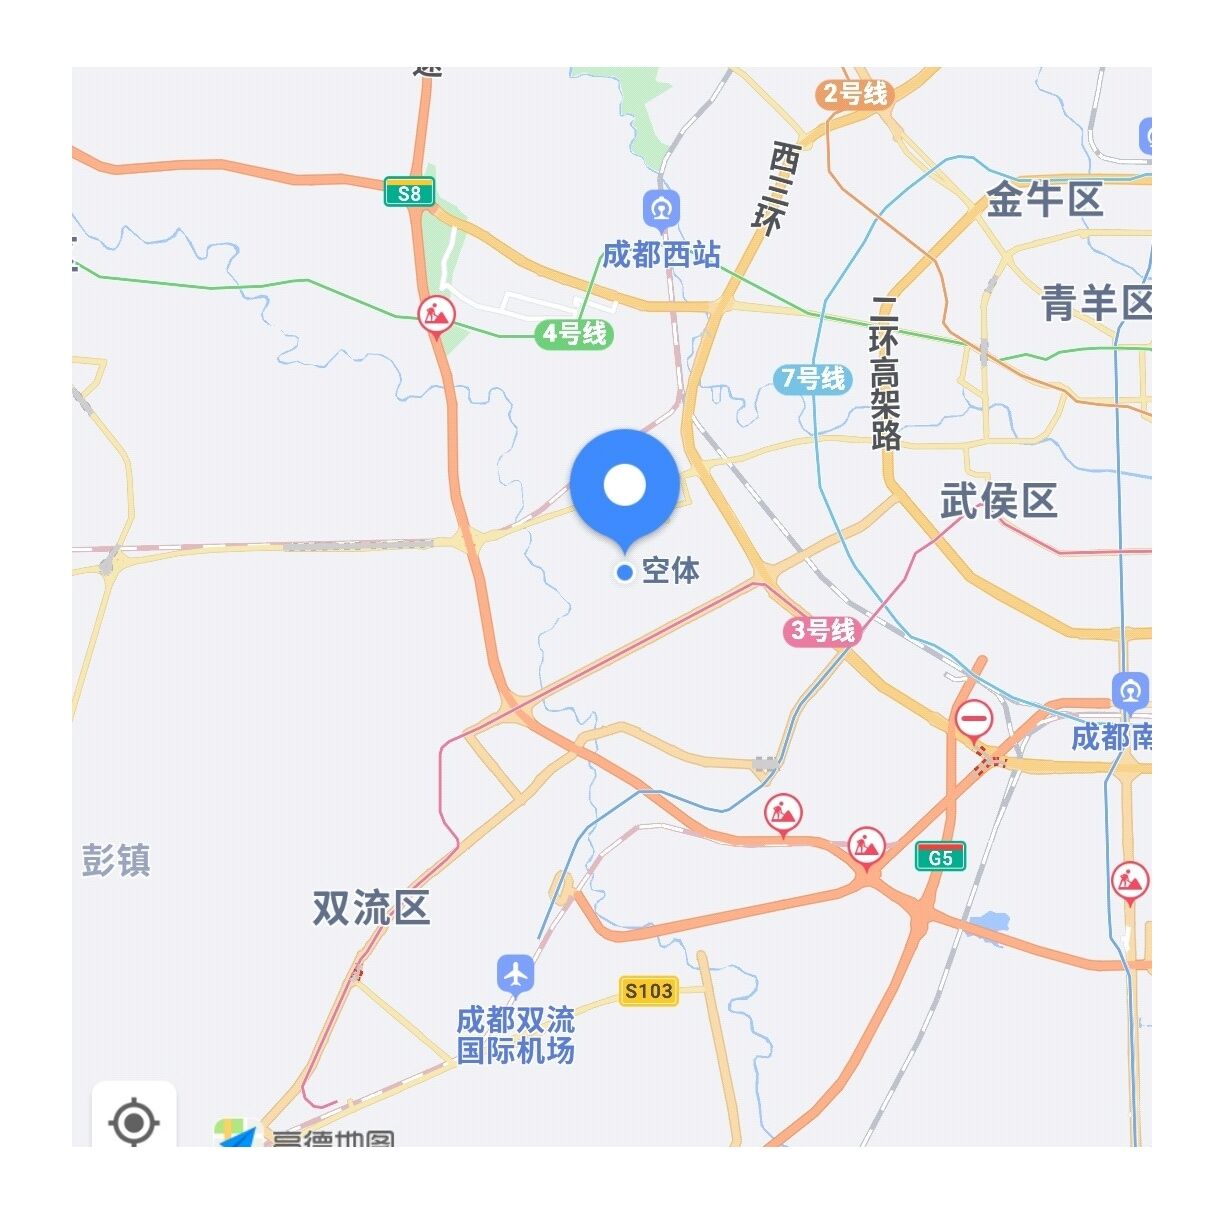 速
2号线
西三环
S8
金牛区
成都西站
青羊区
二环高架路
4号线
7号线
武侯区
空体
3号线
成都南
彭镇
G5
双流区
S103
成都双流
国际机场
高德地图